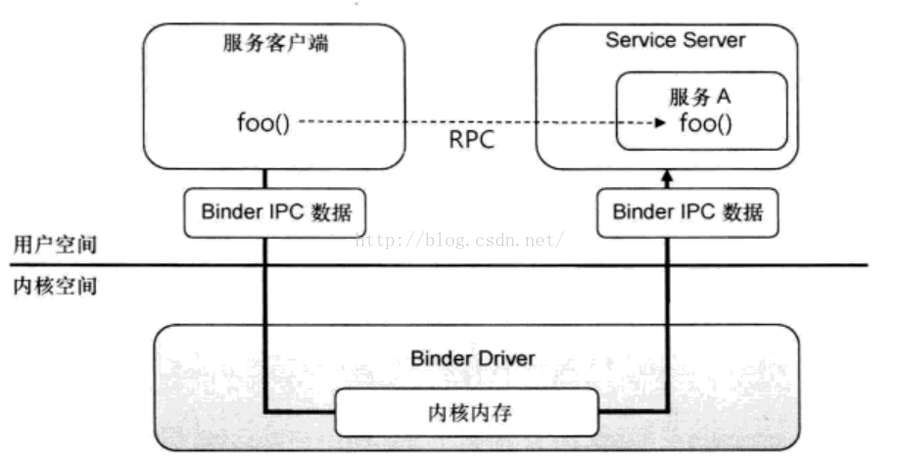 服务客户端
Service Server
服务 A
foo()
foo()
RPC
Binder IPC 数据
Binder IPC 数据
http://blog.csdn.net/
用户空间
内核空间
Binder Driver
内核内存